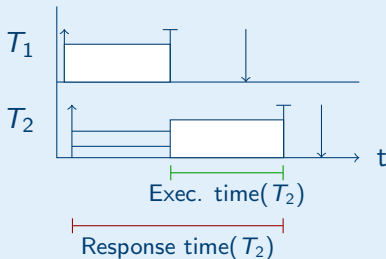 T₁
T₂
t
Exec. time(T₂)
Response time(T₂)